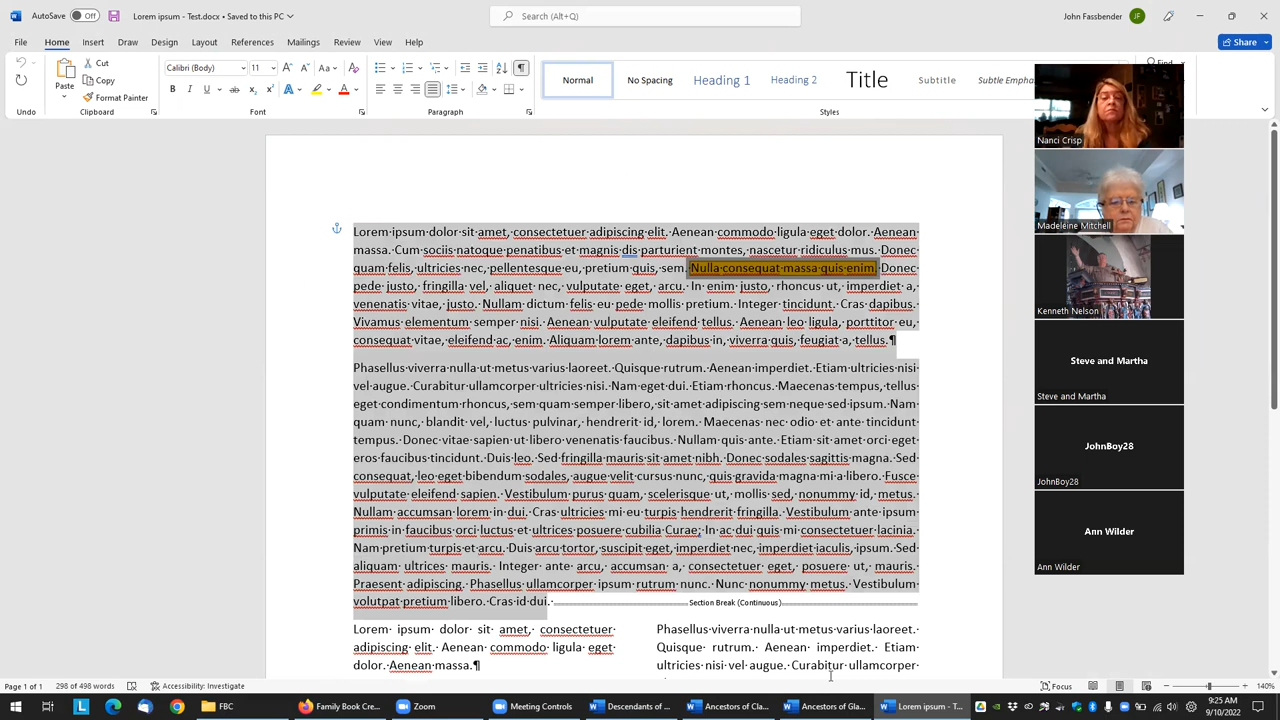 AutoSave Off Lorem ipsum - Test.docx • Saved to this PC Search (Alt+Q) John Fassbender JF
File Home Insert Draw Design Layout References Mailings Review View Help Share
Paste Cut Copy Format Painter Calibri (Body) 11 Normal No Spacing Heading 1 Heading 2 Title Subtitle Subtle Empha Find
Undo Clipboard Font Paragraph Styles
Lorem ipsum dolor sit amet, consectetuer adipiscing elit. Aenean commodo ligula eget dolor. Aenean
massa. Cum sociis natoque penatibus et magnis dis parturient montes, nascetur ridiculus mus. Donec
quam felis, ultricies nec, pellentesque eu, pretium quis, sem. Nulla consequat massa quis enim. Donec
pede justo, fringilla vel, aliquet nec, vulputate eget, arcu. In enim justo, rhoncus ut, imperdiet a,
venenatis vitae, justo. Nullam dictum felis eu pede mollis pretium. Integer tincidunt. Cras dapibus.
Vivamus elementum semper nisi. Aenean vulputate eleifend tellus. Aenean leo ligula, porttitor eu,
consequat vitae, eleifend ac, enim. Aliquam lorem ante, dapibus in, viverra quis, feugiat a, tellus.¶
Phasellus viverra nulla ut metus varius laoreet. Quisque rutrum. Aenean imperdiet. Etiam ultricies nisi
vel augue. Curabitur ullamcorper ultricies nisi. Nam eget dui. Etiam rhoncus. Maecenas tempus, tellus
eget condimentum rhoncus, sem quam semper libero, sit amet adipiscing sem neque sed ipsum. Nam
quam nunc, blandit vel, luctus pulvinar, hendrerit id, lorem. Maecenas nec odio et ante tincidunt
tempus. Donec vitae sapien ut libero venenatis faucibus. Nullam quis ante. Etiam sit amet orci eget
eros faucibus tincidunt. Duis leo. Sed fringilla mauris sit amet nibh. Donec sodales sagittis magna. Sed
consequat, leo eget bibendum sodales, augue velit cursus nunc, quis gravida magna mi a libero. Fusce
vulputate eleifend sapien. Vestibulum purus quam, scelerisque ut, mollis sed, nonummy id, metus.
Nullam accumsan lorem in dui. Cras ultricies mi eu turpis hendrerit fringilla. Vestibulum ante ipsum
primis in faucibus orci luctus et ultrices posuere cubilia Curae; In ac dui quis mi consectetuer lacinia.
Nam pretium turpis et arcu. Duis arcu tortor, suscipit eget, imperdiet nec, imperdiet iaculis, ipsum. Sed
aliquam ultrices mauris. Integer ante arcu, accumsan a, consectetuer eget, posuere ut, mauris.
Praesent adipiscing. Phasellus ullamcorper ipsum rutrum nunc. Nunc nonummy metus. Vestibulum
volutpat pretium libero. Cras id dui. Section Break (Continuous)
Lorem ipsum dolor sit amet, consectetuer
adipiscing elit. Aenean commodo ligula eget
dolor. Aenean massa.¶
Phasellus viverra nulla ut metus varius laoreet.
Quisque rutrum. Aenean imperdiet. Etiam
ultricies nisi vel augue. Curabitur ullamcorper
Nanci Crisp
Madeleine Mitchell
Kenneth Nelson
Steve and Martha
Steve and Martha
JohnBoy28
JohnBoy28
Ann Wilder
Ann Wilder
Page 1 of 1 298 of 498 words Accessibility: Investigate Focus 140%
FBC Family Book Cre... Zoom Meeting Controls Descendants of ... Ancestors of Cla... Ancestors of Gla... Lorem ipsum - T...
9:25 AM
9/10/2022